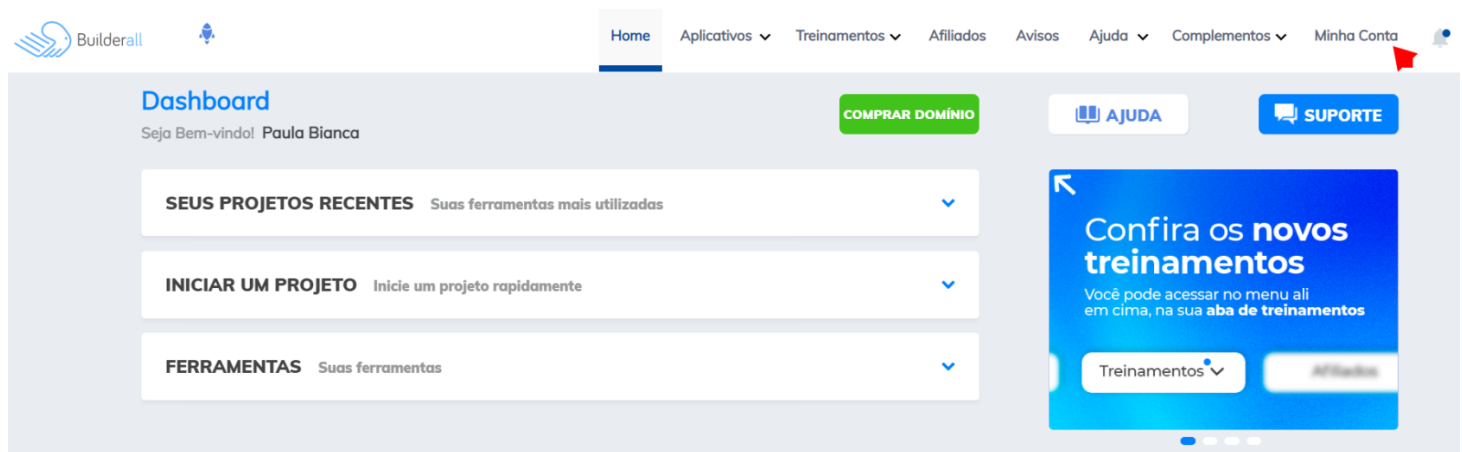 Builderall
Home Aplicativos Treinamentos Afiliados Avisos Ajuda Complementos Minha Conta
Dashboard
Seja Bem-vindo! Paula Bianca
COMPRAR DOMÍNIO
AJUDA
SUPORTE
SEUS PROJETOS RECENTES Suas ferramentas mais utilizadas
INICIAR UM PROJETO Inicie um projeto rapidamente
FERRAMENTAS Suas ferramentas
Confira os novos
treinamentos
Você pode acessar no menu ali
em cima, na sua aba de treinamentos
Treinamentos
Afiliados